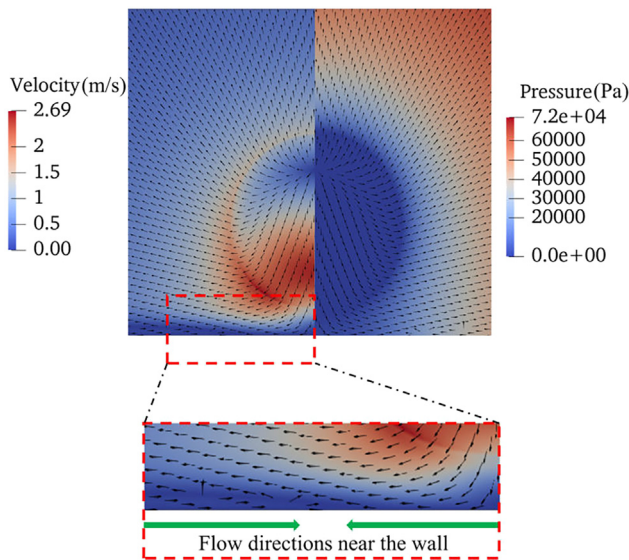 Velocity(m/s)
2.69
2
1.5
1
0.5
0.00
Pressure(Pa)
7.2e+04
60000
50000
40000
30000
20000
0.0e+00
Flow directions near the wall